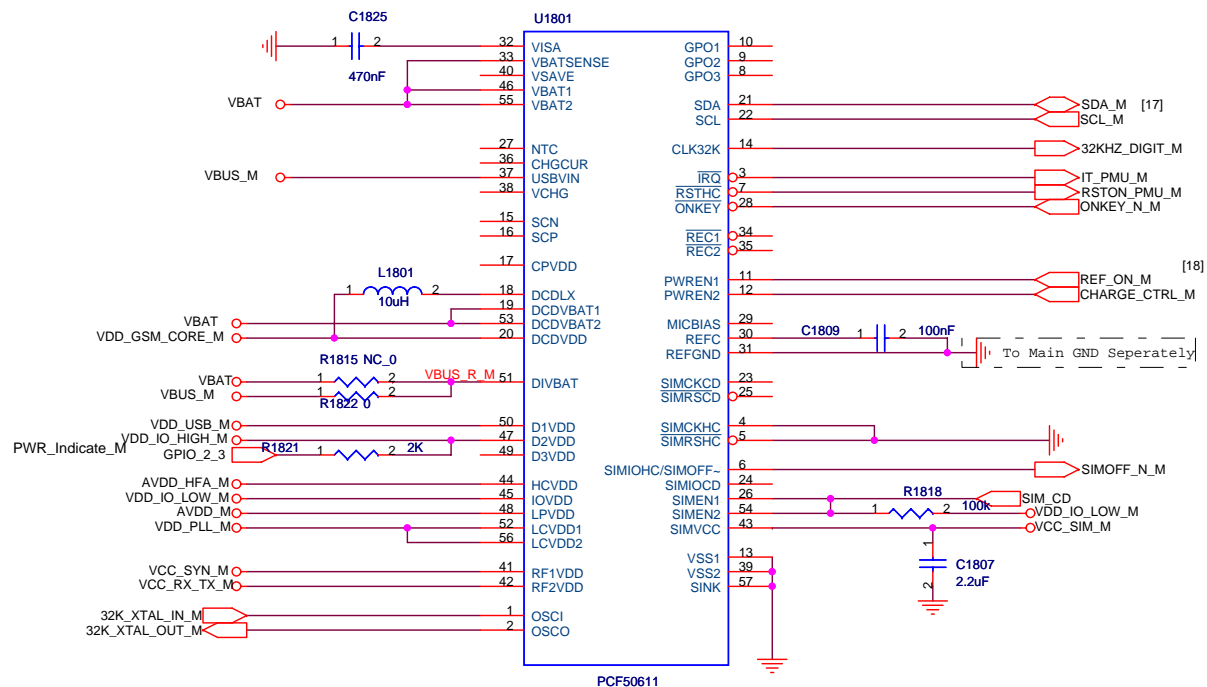 C1825
U1801
1 2
470nF
32 VISA
33 VBATSENSE
40 VSAVE
46 VBAT1
VBAT 55 VBAT2
27 NTC
36 CHGCUR
VBUS_M 37 USBVIN
38 VCHG
15 SCN
16 SCP
17 CPVDD
L1801
1 2 18 DCDLX
10uH
19 DCDVBAT1
VBAT 53 DCDVBAT2
VDD_GSM_CORE_M 20 DCDVDD
R1815 NC_0
VBUS_R_M
VBAT 1 2 51 DIVBAT
VBUS_M 1 2
R1822 0
VDD_USB_M 50 D1VDD
VDD_IO_HIGH_M 47 D2VDD
PWR_Indicate_M R1821 2K
GPIO_2_3 1 2 49 D3VDD
AVDD_HFA_M 44 HCVDD
VDD_IO_LOW_M 45 IOVDD
AVDD_M 48 LPVDD
VDD_PLL_M 52 LCVDD1
56 LCVDD2
VCC_SYN_M 41 RF1VDD
VCC_RX_TX_M 42 RF2VDD
32K_XTAL_IN_M 1 OSCI
32K_XTAL_OUT_M 2 OSCO
GPO1 10
GPO2 9
GPO3 8
SDA 21 SDA_M [17]
SCL 22 SCL_M
CLK32K 14 32KHZ_DIGIT_M
IRQ 3 IT_PMU_M
RSTHC 7 RSTON_PMU_M
ONKEY 28 ONKEY_N_M
REC1 34
REC2 35
[18]
PWREN1 11 REF_ON_M
PWREN2 12 CHARGE_CTRL_M
MICBIAS 29
C1809 1 2 100nF
REFC 30
REFGND 31 To Main GND Seperately
SIMCKCD 23
SIMRSCD 25
SIMCKHC 4
SIMRSHC 5
SIMIOHC/SIMOFF~ 6 SIMOFF_N_M
SIMIOCD 24
SIMEN1 26 R1818 SIM_CD
SIMEN2 54 1 2 100k VDD_IO_LOW_M
SIMVCC 43 VCC_SIM_M
1
C1807
2.2uF
2
VSS1 13
VSS2 39
SINK 57
PCF50611